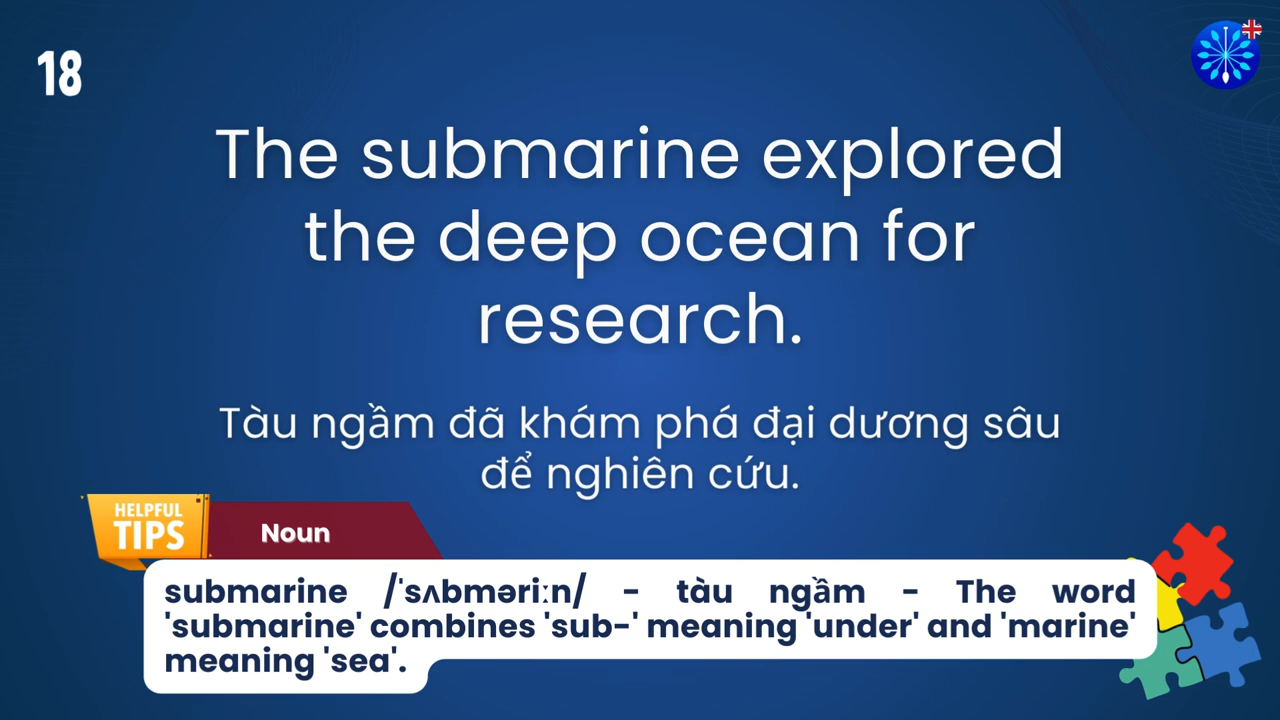 18
The submarine explored
the deep ocean for
research.
Tàu ngầm đã khám phá đại dương sâu
để nghiên cứu.
HELPFUL
TIPS
Noun
submarine /ˈsʌbməriːn/ - tàu ngầm - The word
'submarine' combines 'sub-' meaning 'under' and 'marine'
meaning 'sea'.